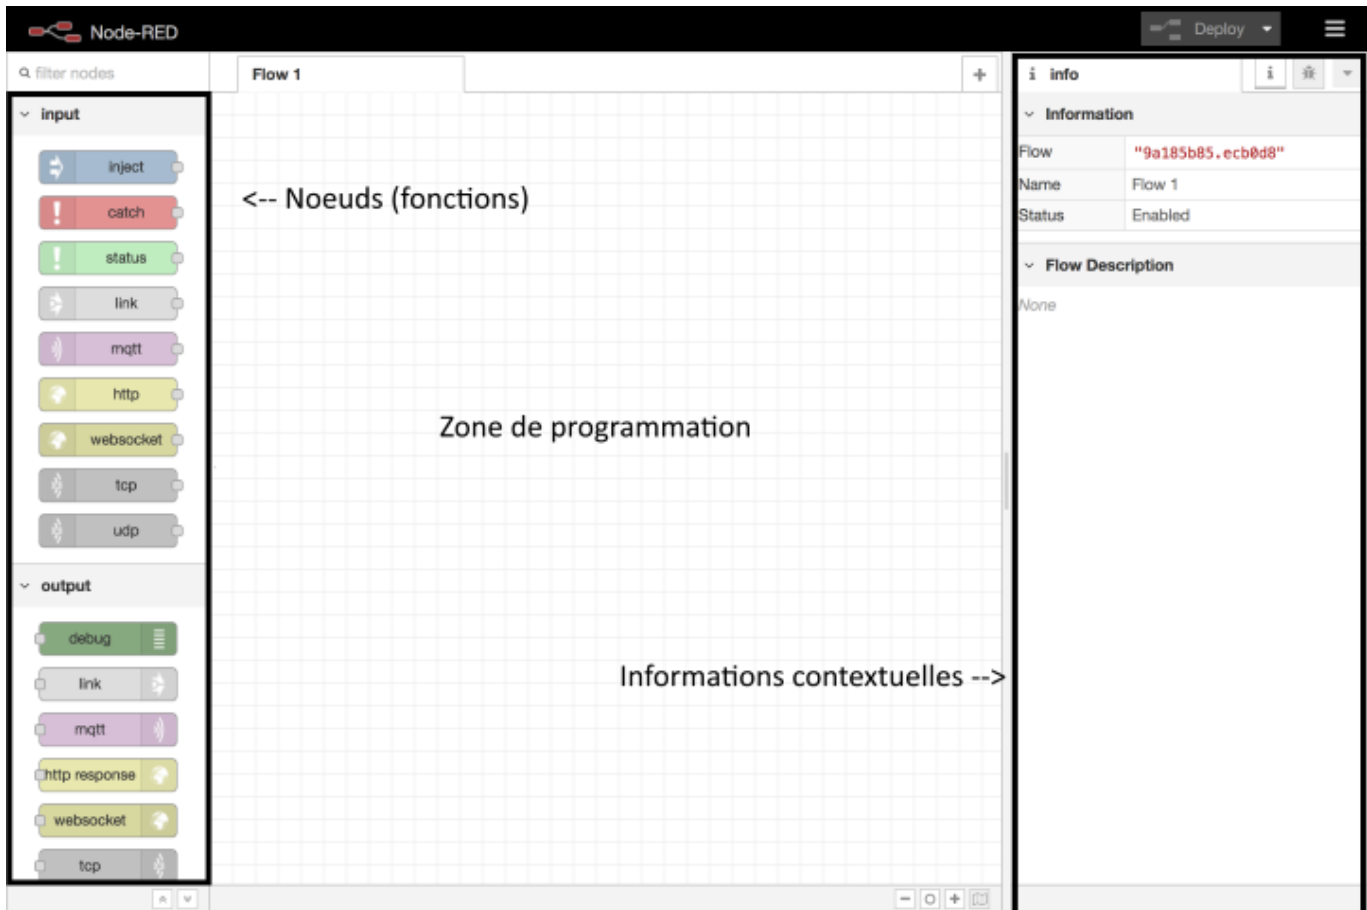 Node-RED
Deploy
filter nodes
Flow 1
i info
i
input
inject
catch
status
link
mqtt
http
websocket
tcp
udp
output
debug
link
mqtt
http response
websocket
tcp
<-- Noeuds (fonctions)
Zone de programmation
Informations contextuelles -->
Information
Flow "9a185b85.ecb0d8"
Name Flow 1
Status Enabled
Flow Description
None